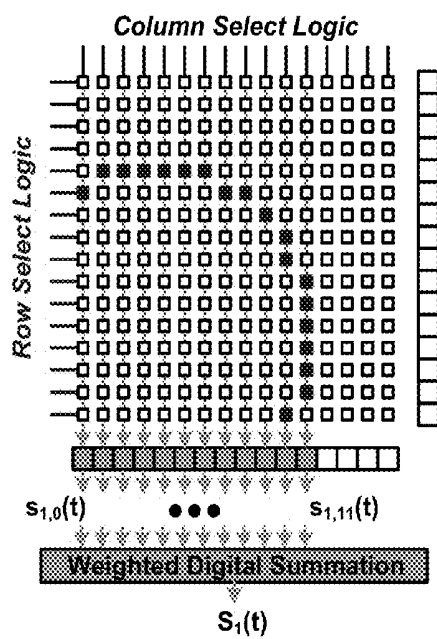 Column Select Logic
Row Select Logic
s1,0(t)
s1,11(t)
Weighted Digital Summation
S1(t)